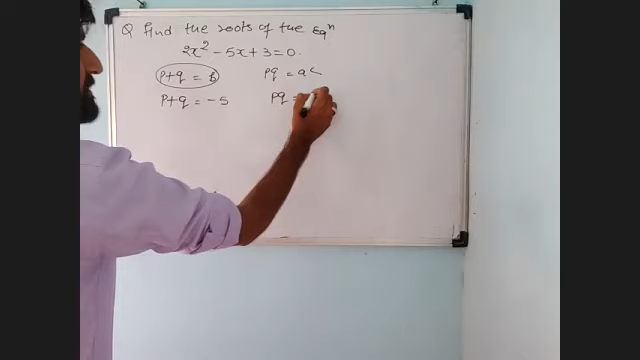 Q Find the roots of the Eqⁿ
2x² - 5x + 3 = 0.
P+q = b pq = ac
P+q = -5 pq =